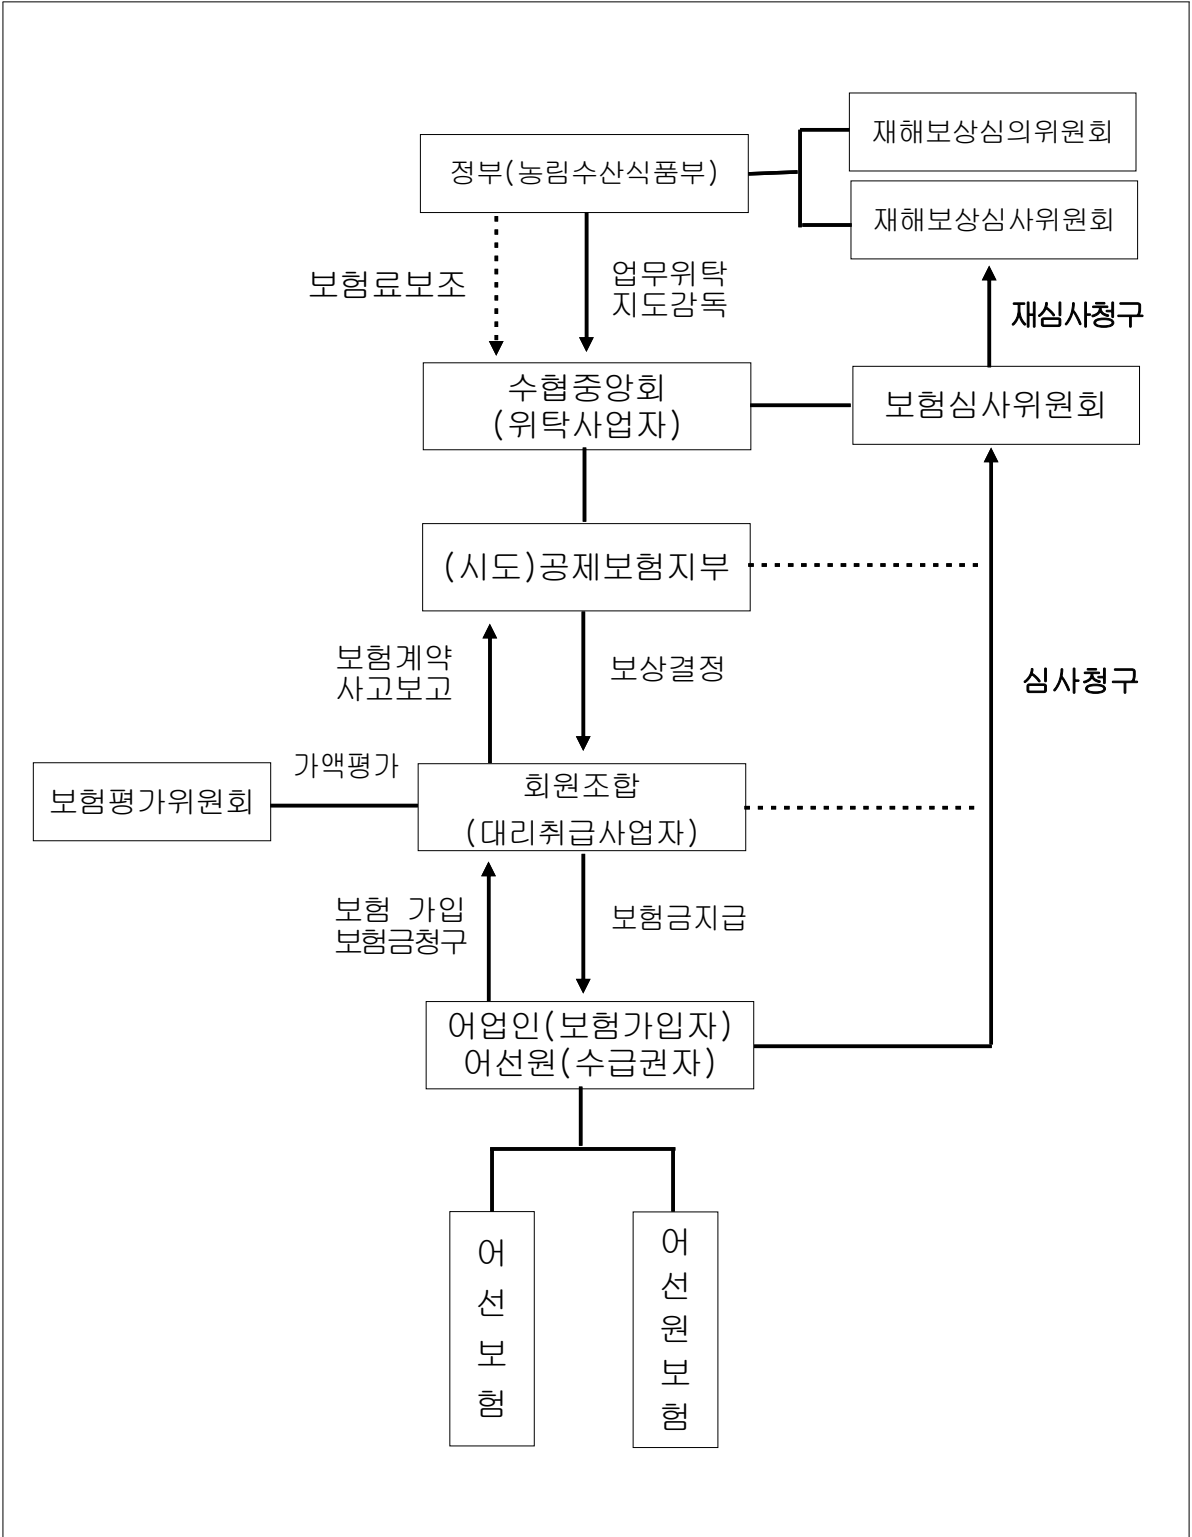 재해보상심의위원회
정부(농림수산식품부)
재해보상심사위원회
보험료보조
업무위탁
지도감독
재심사청구
수협중앙회
(위탁사업자)
보험심사위원회
(시도)공제보험지부
보험계약
사고보고
보상결정
심사청구
가액평가
보험평가위원회
회원조합
(대리취급사업자)
보험 가입
보험금청구
보험금지급
어업인(보험가입자)
어선원(수급권자)
어선보험
어선원보험